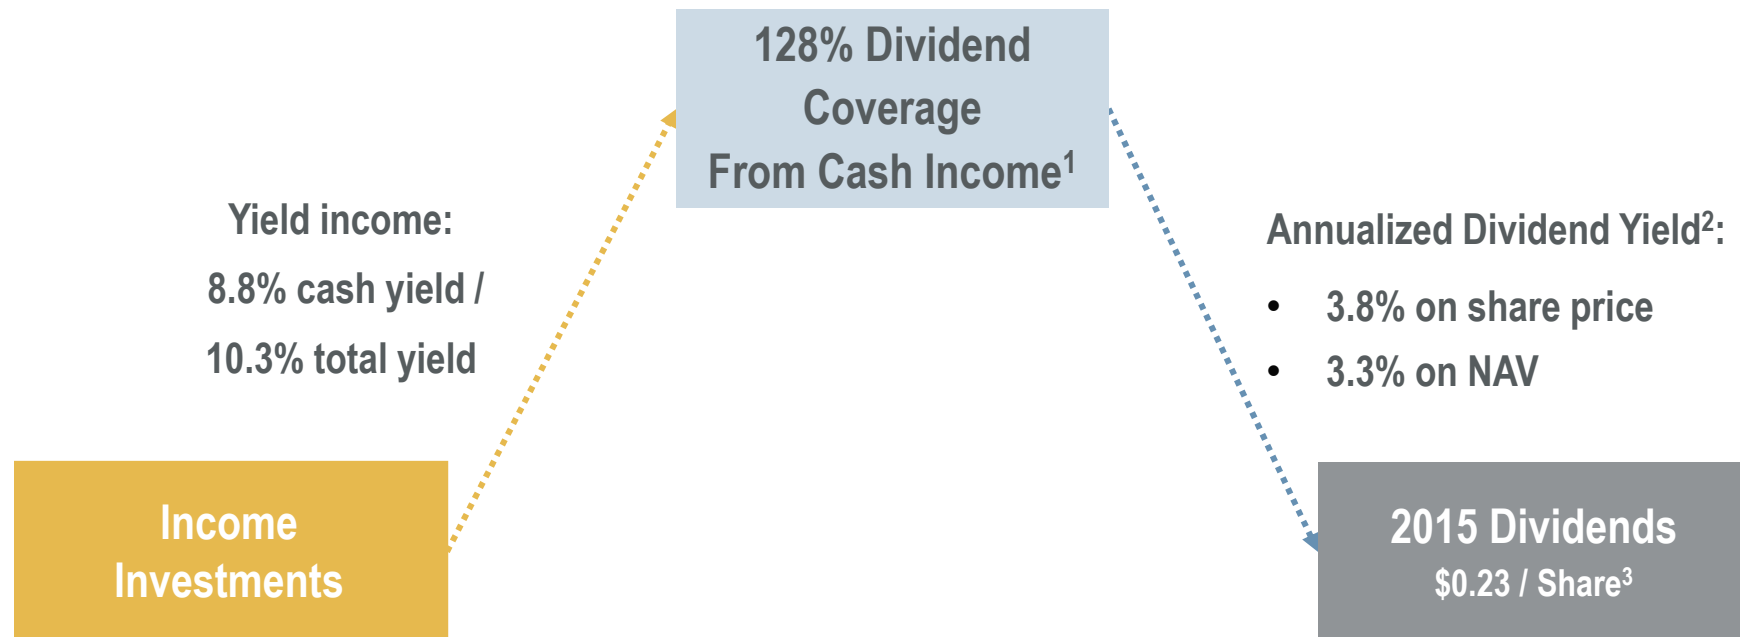 128% Dividend
Coverage
From Cash Income¹
Yield income:
8.8% cash yield /
10.3% total yield
Annualized Dividend Yield²:
• 3.8% on share price
• 3.3% on NAV
Income
Investments
2015 Dividends
$0.23 / Share³